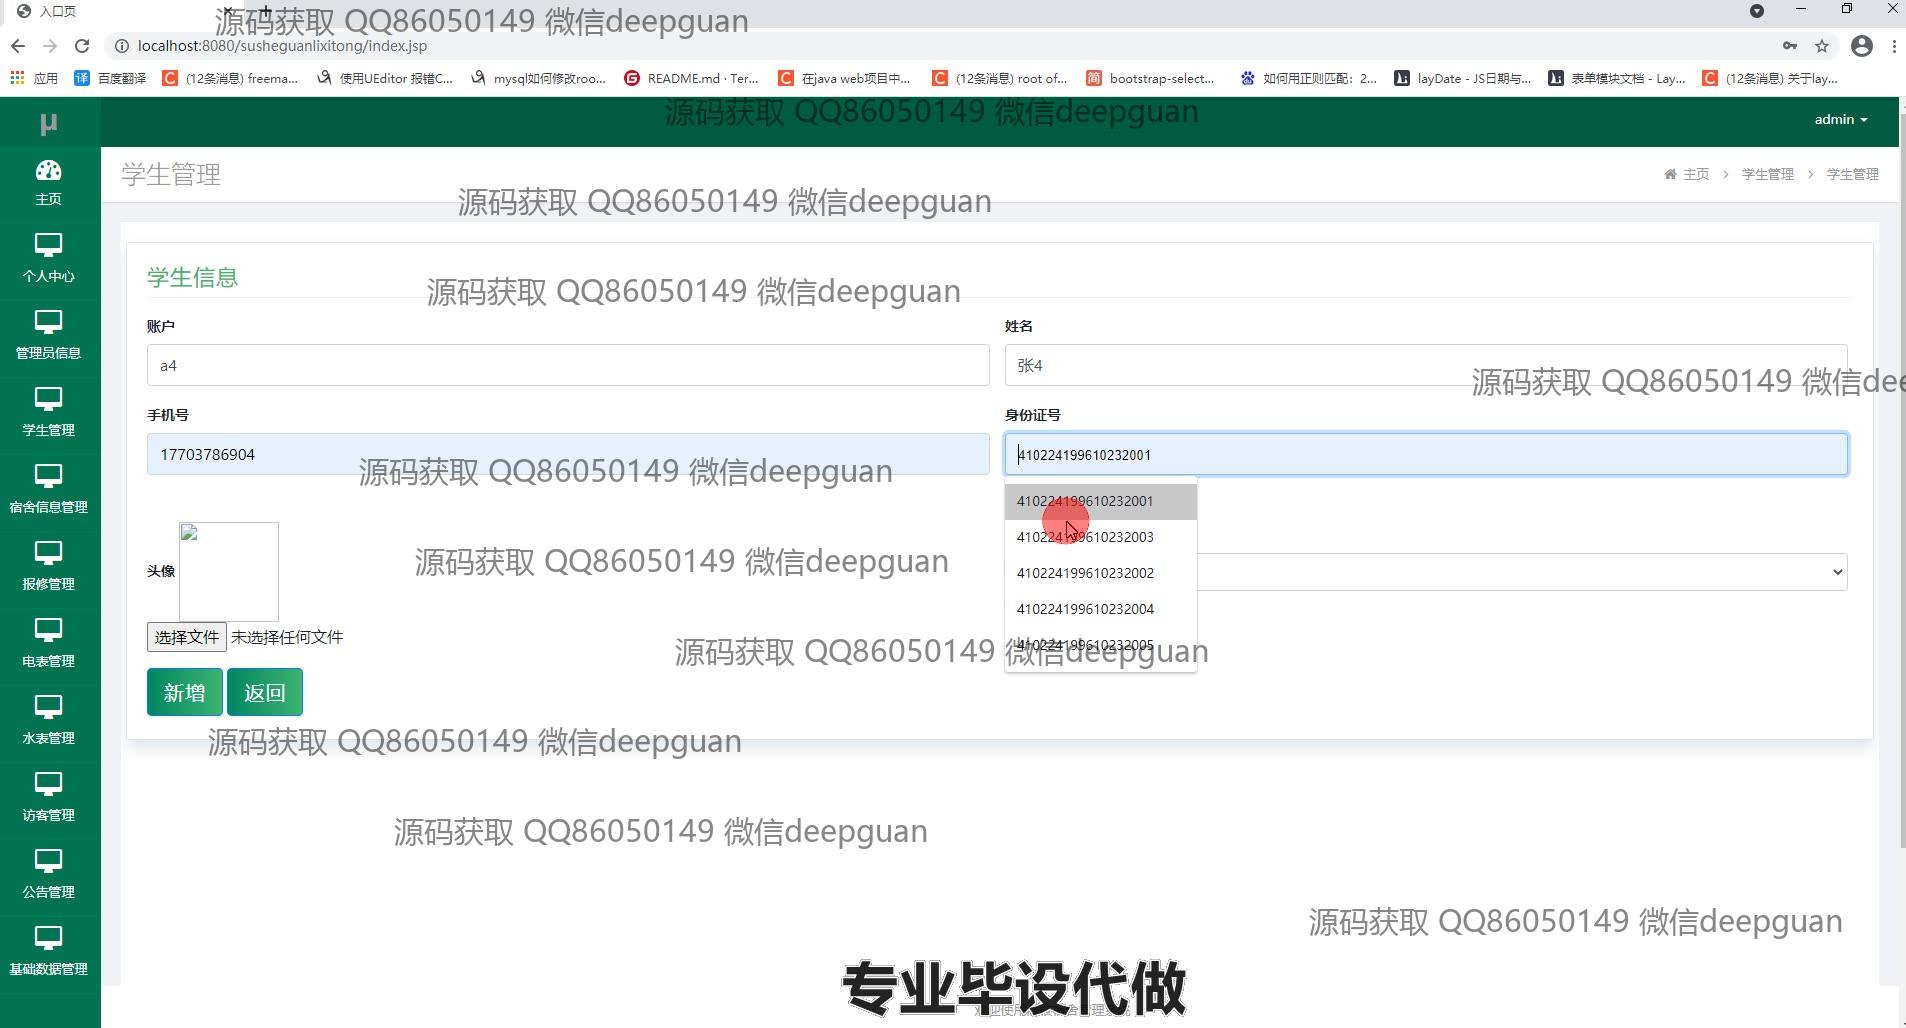 入口页
源码获取 QQ86050149 微信deepguan
localhost:8080/susheguanlixitong/index.jsp
应用
百度翻译
(12条消息) freema...
使用UEditor 报错C...
mysql如何修改roo...
README.md · Ter...
在java web项目中...
(12条消息) root of...
bootstrap-select...
如何用正则匹配：2...
layDate - JS日期与...
表单模块文档 - Lay...
(12条消息) 关于lay...
μ
源码获取 QQ86050149 微信deepguan
admin
学生管理
主页 > 学生管理 > 学生管理
源码获取 QQ86050149 微信deepguan
主页
个人中心
管理员信息
学生管理
宿舍信息管理
报修管理
电表管理
水表管理
访客管理
公告管理
基础数据管理
学生信息
源码获取 QQ86050149 微信deepguan
账户
姓名
a4
张4
源码获取 QQ86050149 微信dee
手机号
身份证号
17703786904
410224199610232001
源码获取 QQ86050149 微信deepguan
410224199610232001
410224199610232003
410224199610232002
410224199610232004
410224199610232005
源码获取 QQ86050149 微信deepguan
头像
选择文件 未选择任何文件
源码获取 QQ86050149 微信deepguan
新增
返回
源码获取 QQ86050149 微信deepguan
源码获取 QQ86050149 微信deepguan
源码获取 QQ86050149 微信deepguan
专业毕设代做